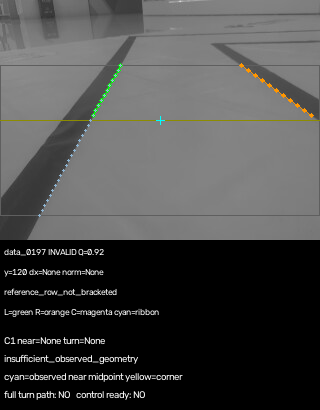 data_0197 INVALID Q=0.92
y=120 dx=None norm=None
reference_row_not_bracketed
L=green R=orange C=magenta cyan=ribbon
C1 near=None turn=None
insufficient_observed_geometry
cyan=observed near midpoint yellow=corner
full turn path: NO control ready: NO